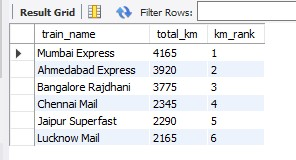 Result Grid Filter Rows:
train_name total_km km_rank
Mumbai Express 4165 1
Ahmedabad Express 3920 2
Bangalore Rajdhani 3775 3
Chennai Mail 2345 4
Jaipur Superfast 2290 5
Lucknow Mail 2165 6